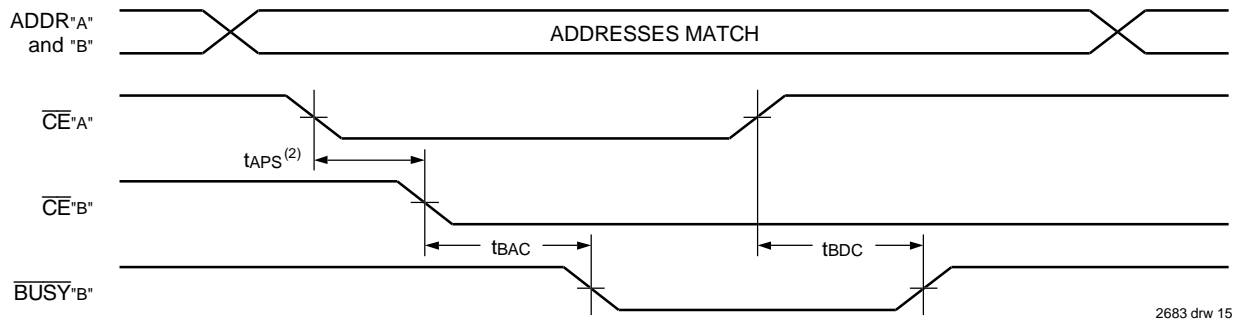 ADDR"A"
and "B"
ADDRESSES MATCH
CE"A"
tAPS(2)
CE"B"
tBAC
tBDC
BUSY"B"
2683 drw 15